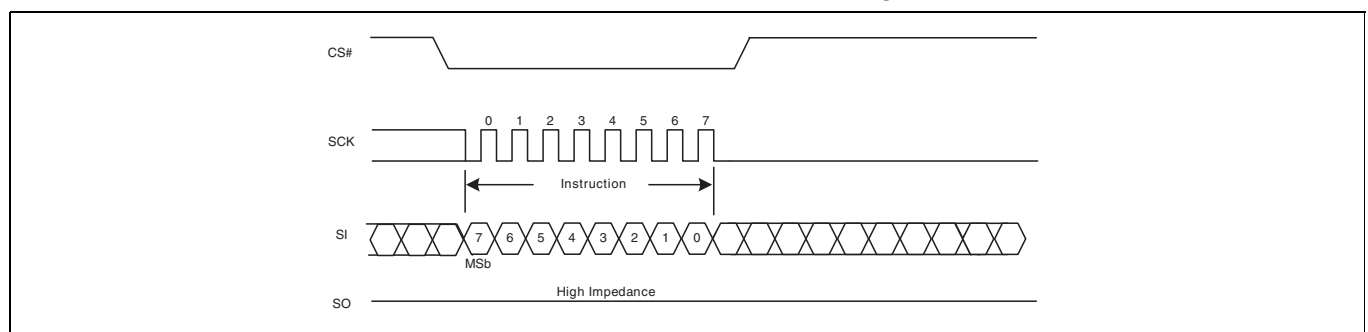 CS#
0 1 2 3 4 5 6 7
SCK
Instruction
SI
7 6 5 4 3 2 1 0
MSb
High Impedance
SO